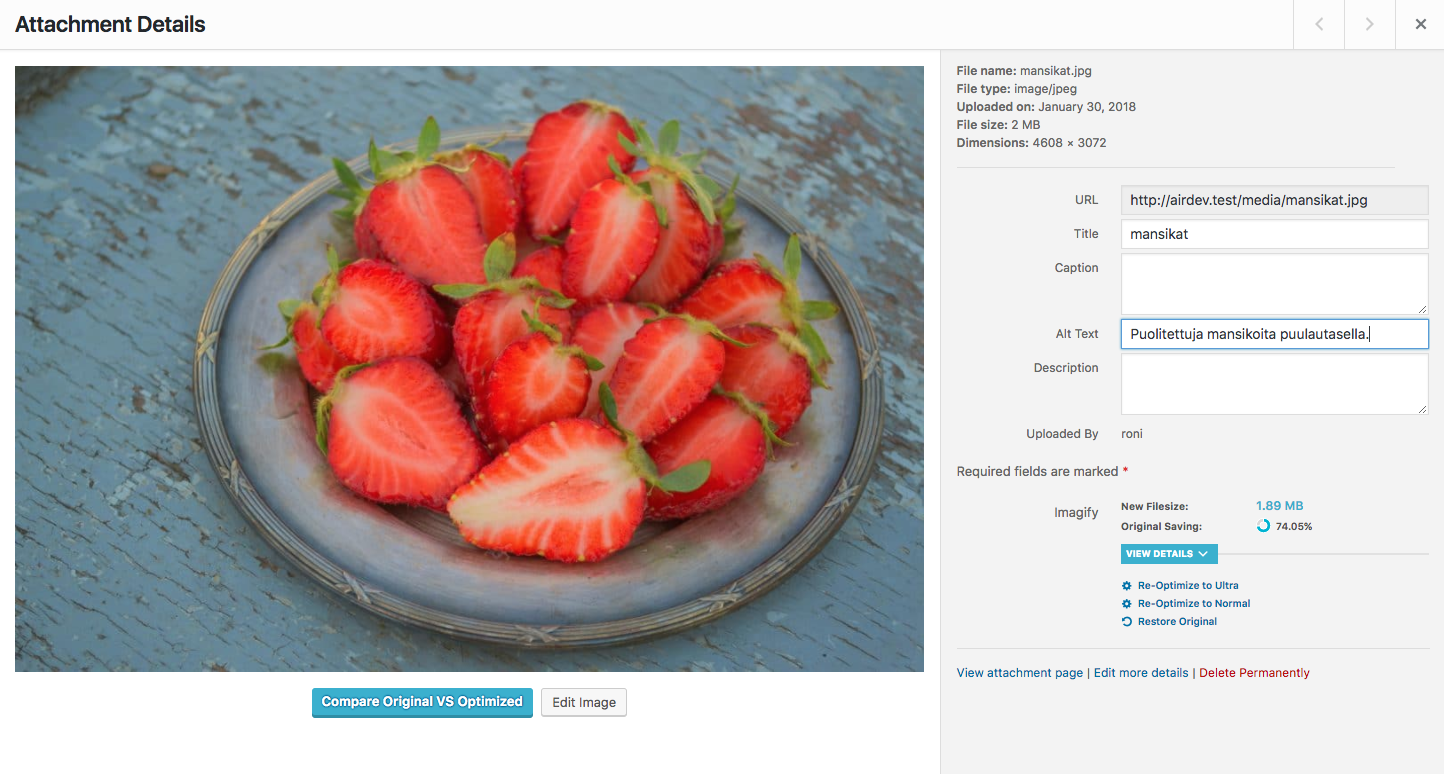 Attachment Details
File name: mansikat.jpg
File type: image/jpeg
Uploaded on: January 30, 2018
File size: 2 MB
Dimensions: 4608 × 3072
URL http://airdev.test/media/mansikat.jpg
Title mansikat
Caption
Alt Text Puolitettuja mansikoita puulautasella.
Description
Uploaded By roni
Required fields are marked *
Imagify New Filesize: 1.89 MB
Original Saving: 74.05%
VIEW DETAILS
Re-Optimize to Ultra
Re-Optimize to Normal
Restore Original
View attachment page | Edit more details | Delete Permanently
Compare Original VS Optimized Edit Image